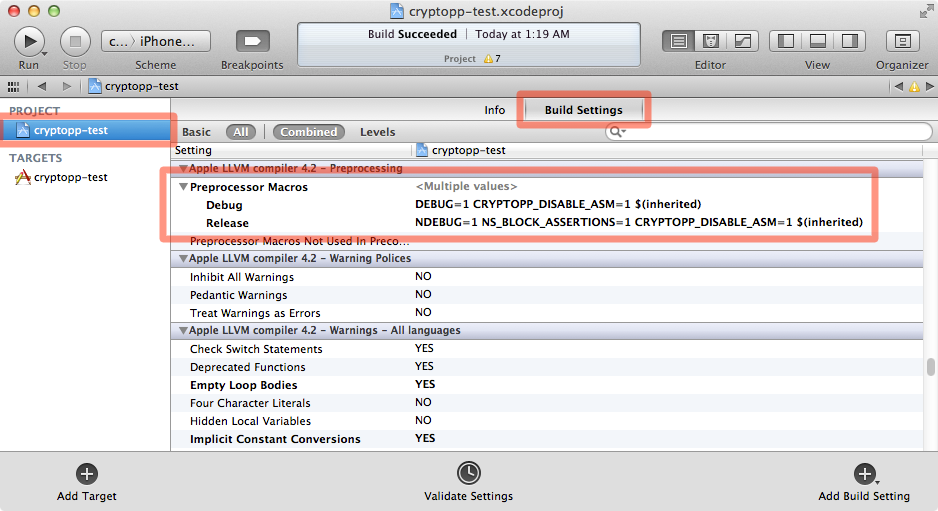 cryptopp-test.xcodeproj
Build Succeeded | Today at 1:19 AM
Project 7
c... iPhone...
Run Stop Scheme Breakpoints Editor View Organizer
cryptopp-test
PROJECT
cryptopp-test
TARGETS
cryptopp-test
Info Build Settings
Basic All Combined Levels
Setting cryptopp-test
Apple LLVM compiler 4.2 - Preprocessing
Preprocessor Macros <Multiple values>
Debug DEBUG=1 CRYPTOPP_DISABLE_ASM=1 $(inherited)
Release NDEBUG=1 NS_BLOCK_ASSERTIONS=1 CRYPTOPP_DISABLE_ASM=1 $(inherited)
Preprocessor Macros Not Used In Preco...
Apple LLVM compiler 4.2 - Warning Polices
Inhibit All Warnings NO
Pedantic Warnings NO
Treat Warnings as Errors NO
Apple LLVM compiler 4.2 - Warnings - All languages
Check Switch Statements YES
Deprecated Functions YES
Empty Loop Bodies YES
Four Character Literals NO
Hidden Local Variables NO
Implicit Constant Conversions YES
Add Target Validate Settings Add Build Setting